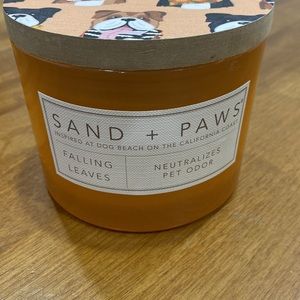 SAND + PAWS®
INSPIRED AT DOG BEACH ON THE CALIFORNIA COAST
FALLING
LEAVES
NEUTRALIZES
PET ODOR